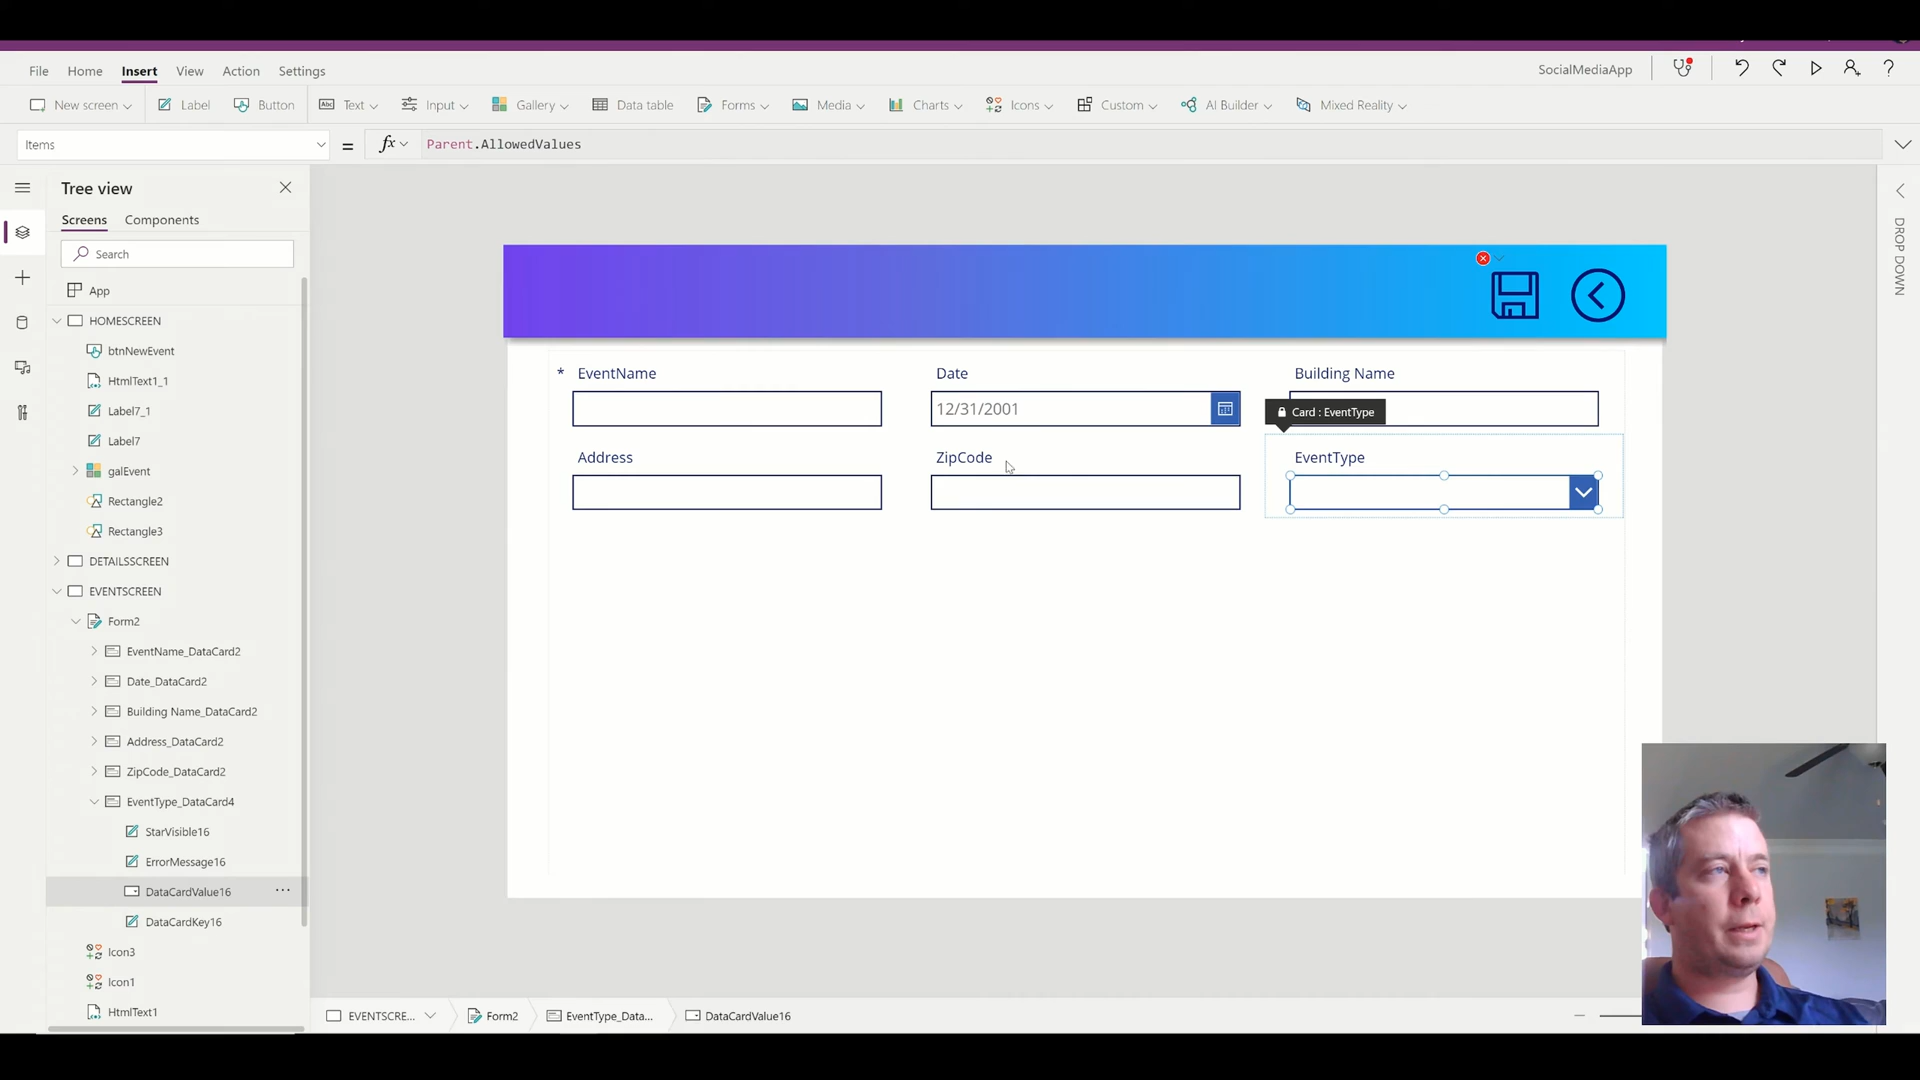 File Home Insert View Action Settings SocialMediaApp
New screen Label Button Text Input Gallery Data table Forms Media Charts Icons Custom AI Builder Mixed Reality
Items = fx Parent.AllowedValues
Tree view
Screens Components
Search
App
HOMESCREEN
btnNewEvent
HtmlText1_1
Label7_1
Label7
galEvent
Rectangle2
Rectangle3
DETAILSSCREEN
EVENTSCREEN
Form2
EventName_DataCard2
Date_DataCard2
Building Name_DataCard2
Address_DataCard2
ZipCode_DataCard2
EventType_DataCard4
StarVisible16
ErrorMessage16
DataCardValue16 ...
DataCardKey16
Icon3
Icon1
HtmlText1
* EventName Date Building Name
12/31/2001
Card : EventType
Address ZipCode EventType
DROP DOWN
EVENTSCRE... Form2 EventType_Data... DataCardValue16